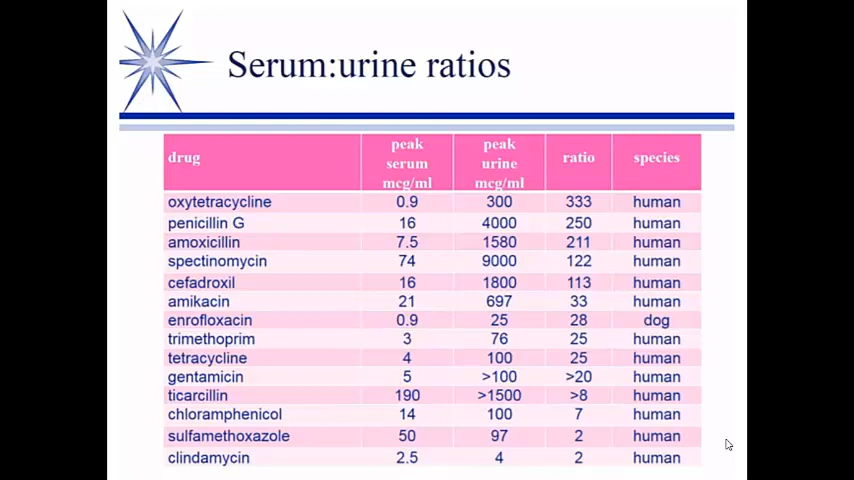 Serum:urine ratios
drug peak serum mcg/ml peak urine mcg/ml ratio species
oxytetracycline 0.9 300 333 human
penicillin G 16 4000 250 human
amoxicillin 7.5 1580 211 human
spectinomycin 74 9000 122 human
cefadroxil 16 1800 113 human
amikacin 21 697 33 human
enrofloxacin 0.9 25 28 dog
trimethoprim 3 76 25 human
tetracycline 4 100 25 human
gentamicin 5 >100 >20 human
ticarcillin 190 >1500 >8 human
chloramphenicol 14 100 7 human
sulfamethoxazole 50 97 2 human
clindamycin 2.5 4 2 human